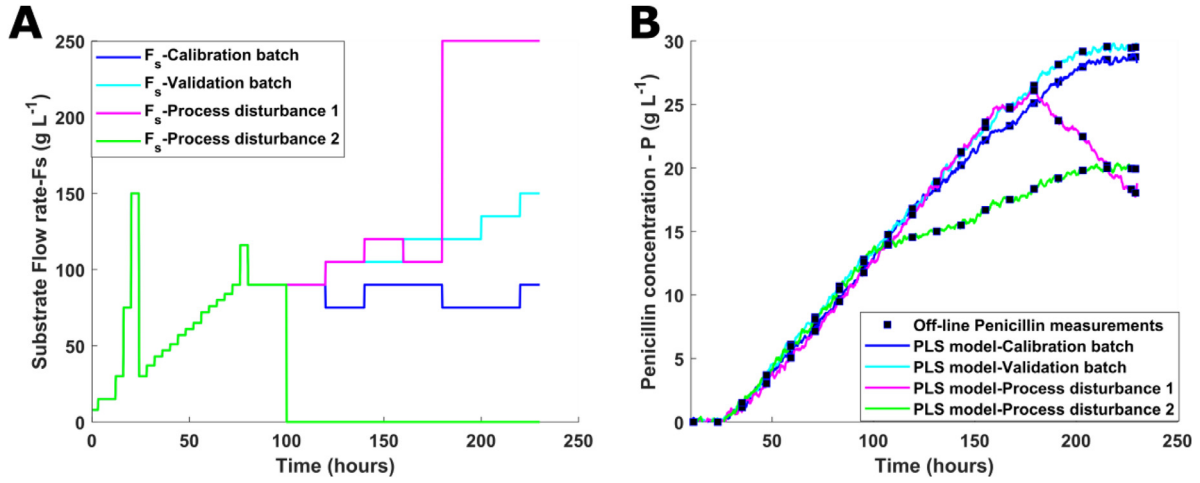 A
Substrate Flow rate-Fs (g L-1)
250
200
150
100
50
0
Fs-Calibration batch
Fs-Validation batch
Fs-Process disturbance 1
Fs-Process disturbance 2
0 50 100 150 200 250
Time (hours)
B
Penicillin concentration - P (g L-1)
30
25
20
15
10
5
0
Off-line Penicillin measurements
PLS model-Calibration batch
PLS model-Validation batch
PLS model-Process disturbance 1
PLS model-Process disturbance 2
50 100 150 200 250
Time (hours)